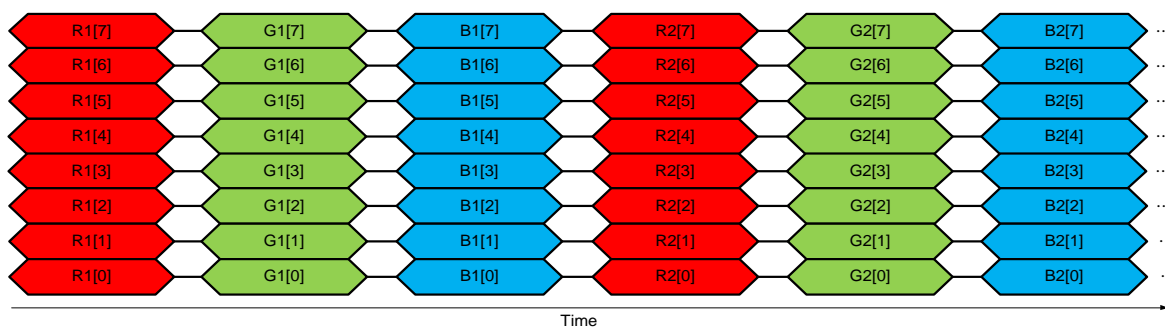 R1[7] G1[7] B1[7] R2[7] G2[7] B2[7] ...
R1[6] G1[6] B1[6] R2[6] G2[6] B2[6] ...
R1[5] G1[5] B1[5] R2[5] G2[5] B2[5] ...
R1[4] G1[4] B1[4] R2[4] G2[4] B2[4] ...
R1[3] G1[3] B1[3] R2[3] G2[3] B2[3] ...
R1[2] G1[2] B1[2] R2[2] G2[2] B2[2] ...
R1[1] G1[1] B1[1] R2[1] G2[1] B2[1] ...
R1[0] G1[0] B1[0] R2[0] G2[0] B2[0] ...
Time